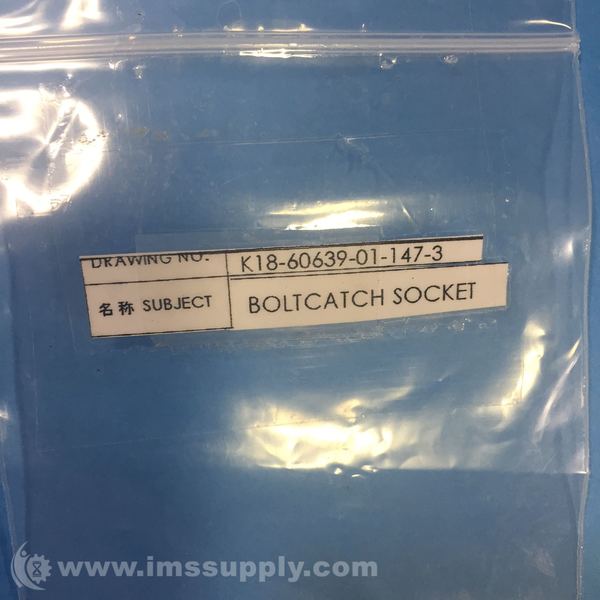 DRAWING NO. K18-60639-01-147-3
名称 SUBJECT BOLTCATCH SOCKET
www.imssupply.com